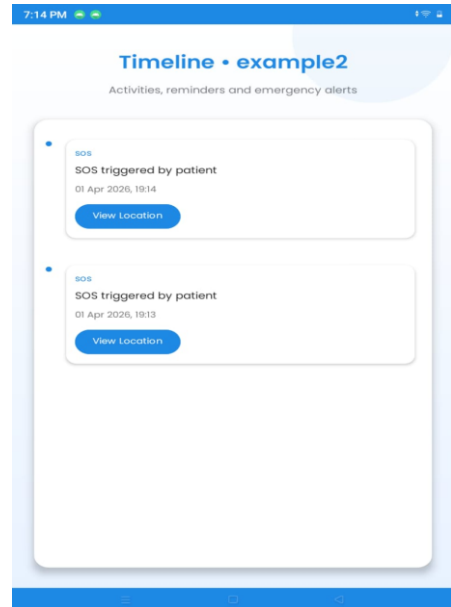 7:14 PM
Timeline • example2
Activities, reminders and emergency alerts
SOS
SOS triggered by patient
01 Apr 2026, 19:14
View Location
SOS
SOS triggered by patient
01 Apr 2026, 19:13
View Location